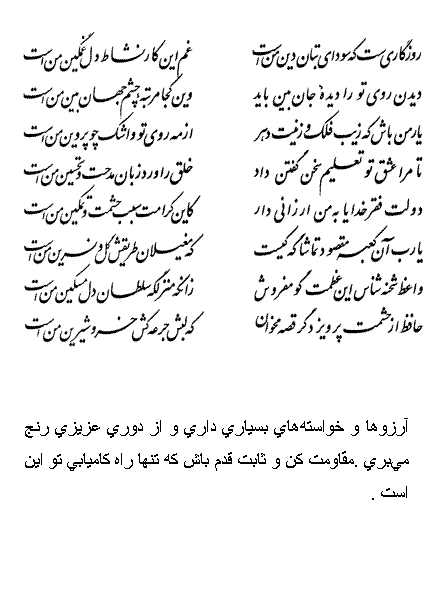 روزگاریست که سودای بتان دین من است غم این کار نشاط دل غمگین من است
دیدن روی تو را دیدهٔ جان بین باید وین کجا مرتبهٔ چشم جهان بین من است
یار من باش که زیب فلک و زینت دهر از مه روی تو و اشک چو پروین من است
تا مرا عشق تو تعلیم سخن گفتن داد خلق را ورد زبان مدحت و تحسین من است
دولت فقر خدایا به من ارزانی دار کاین کرامت سبب حشمت و تمکین من است
یارب آن کعبه مقصود تماشاگه کیست که مغیلان طریقش گل و نسرین من است
واعظ شحنه شناس این عظمت گو مفروش زانکه منزلگه سلطان دل مسکین من است
حافظ از حشمت پرویز دگر قصه مخوان که لبش جرعه کش خسرو شیرین من است
آرزوها و خواسته‌هاي بسياري داري و از دوري عزيزي رنج
مي‌بري .مقاومت كن و ثابت قدم باش كه تنها راه كاميابي تو اين
است .